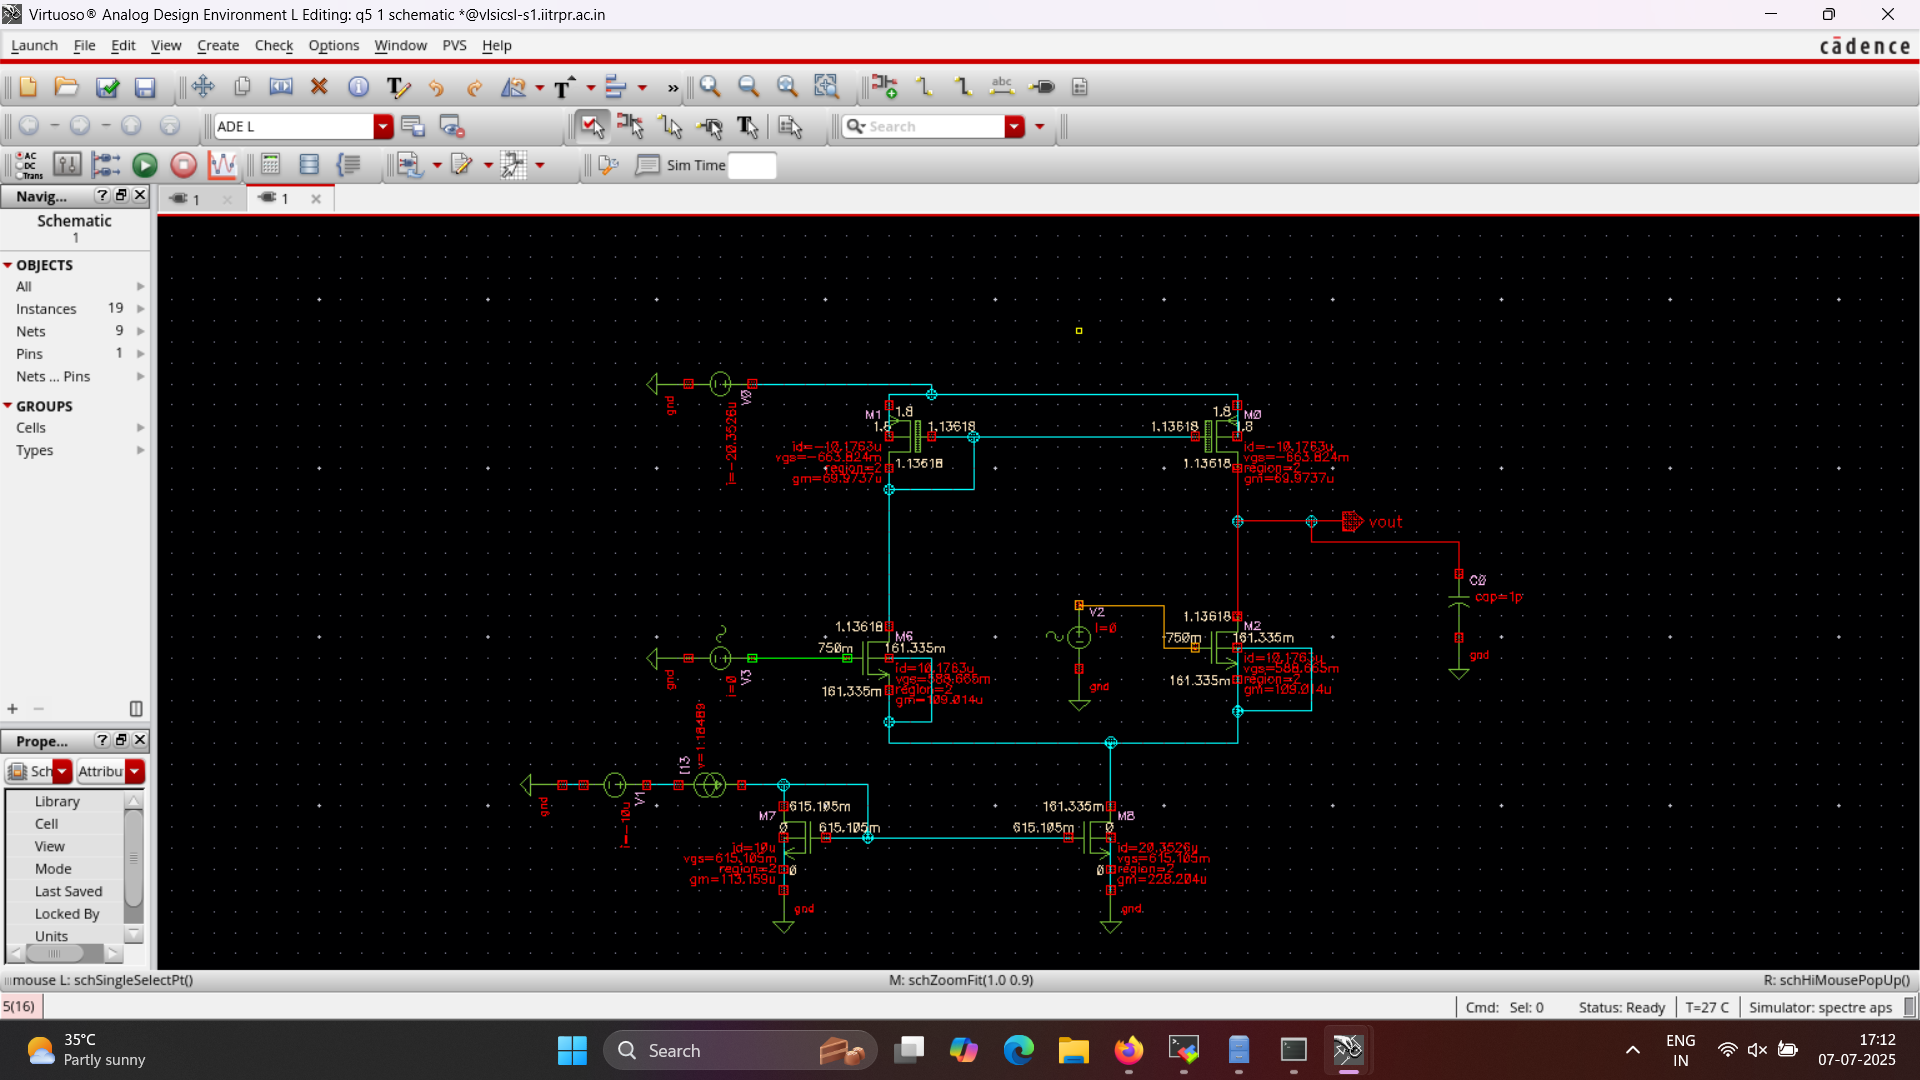 Virtuoso® Analog Design Environment L Editing: q5 1 schematic *@vlsicsl-s1.iitrpr.ac.in
Launch File Edit View Create Check Options Window PVS Help
cādence
ADE L
Search
AC
DC
Trans
Sim Time
Navig...
1
1
Schematic
1
OBJECTS
All
Instances 19
Nets 9
Pins 1
Nets ... Pins
GROUPS
Cells
Types
Prope...
Sch
Attribu
Library
Cell
View
Mode
Last Saved
Locked By
Units
gnd
V0
i=-20.3526u
M1
1.8
1.8
1.13618
id=-10.1763u
vgs=-663.824m
region=2
gm=69.9737u
1.13618
1.8
M0
1.13618
1.8
id=-10.1763u
vgs=-663.824m
region=2
gm=69.9737u
1.13618
vout
C0
cap=1p
gnd
1.13618
M6
750m
161.335m
id=10.1763u
vgs=588.665m
region=2
gm=109.014u
161.335m
gnd
V3
i=0
V2
i=0
gnd
1.13618
M2
750m
161.335m
id=10.1763u
vgs=588.665m
region=2
gm=109.014u
161.335m
v=1.18489
I13
gnd
V1
i=-10u
615.105m
M7
0
615.105m
id=10u
vgs=615.105m
region=2
gm=113.159u
0
gnd
161.335m
M8
615.105m
0
id=20.3526u
vgs=615.105m
region=2
gm=228.204u
0
gnd
mouse L: schSingleSelectPt()
M: schZoomFit(1.0 0.9)
R: schHiMousePopUp()
5(16)
Cmd: Sel: 0
Status: Ready
T=27 C
Simulator: spectre aps
35°C
Partly sunny
Search
ENG
IN
17:12
07-07-2025